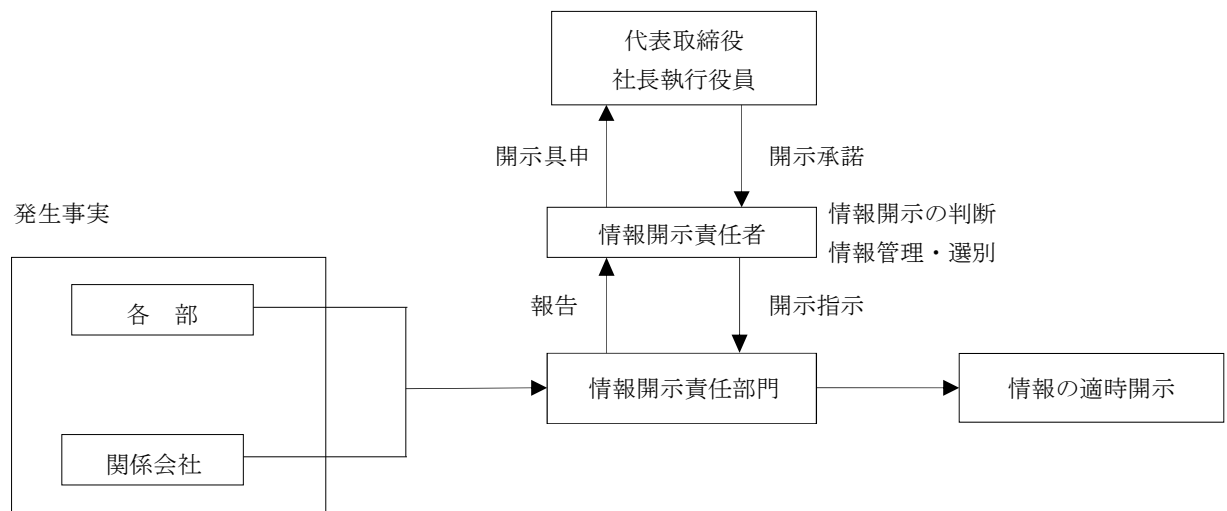 代表取締役
社長執行役員
開示具申
開示承諾
発生事実
情報開示責任者
情報開示の判断
情報管理・選別
各　部
報告
開示指示
情報開示責任部門
情報の適時開示
関係会社